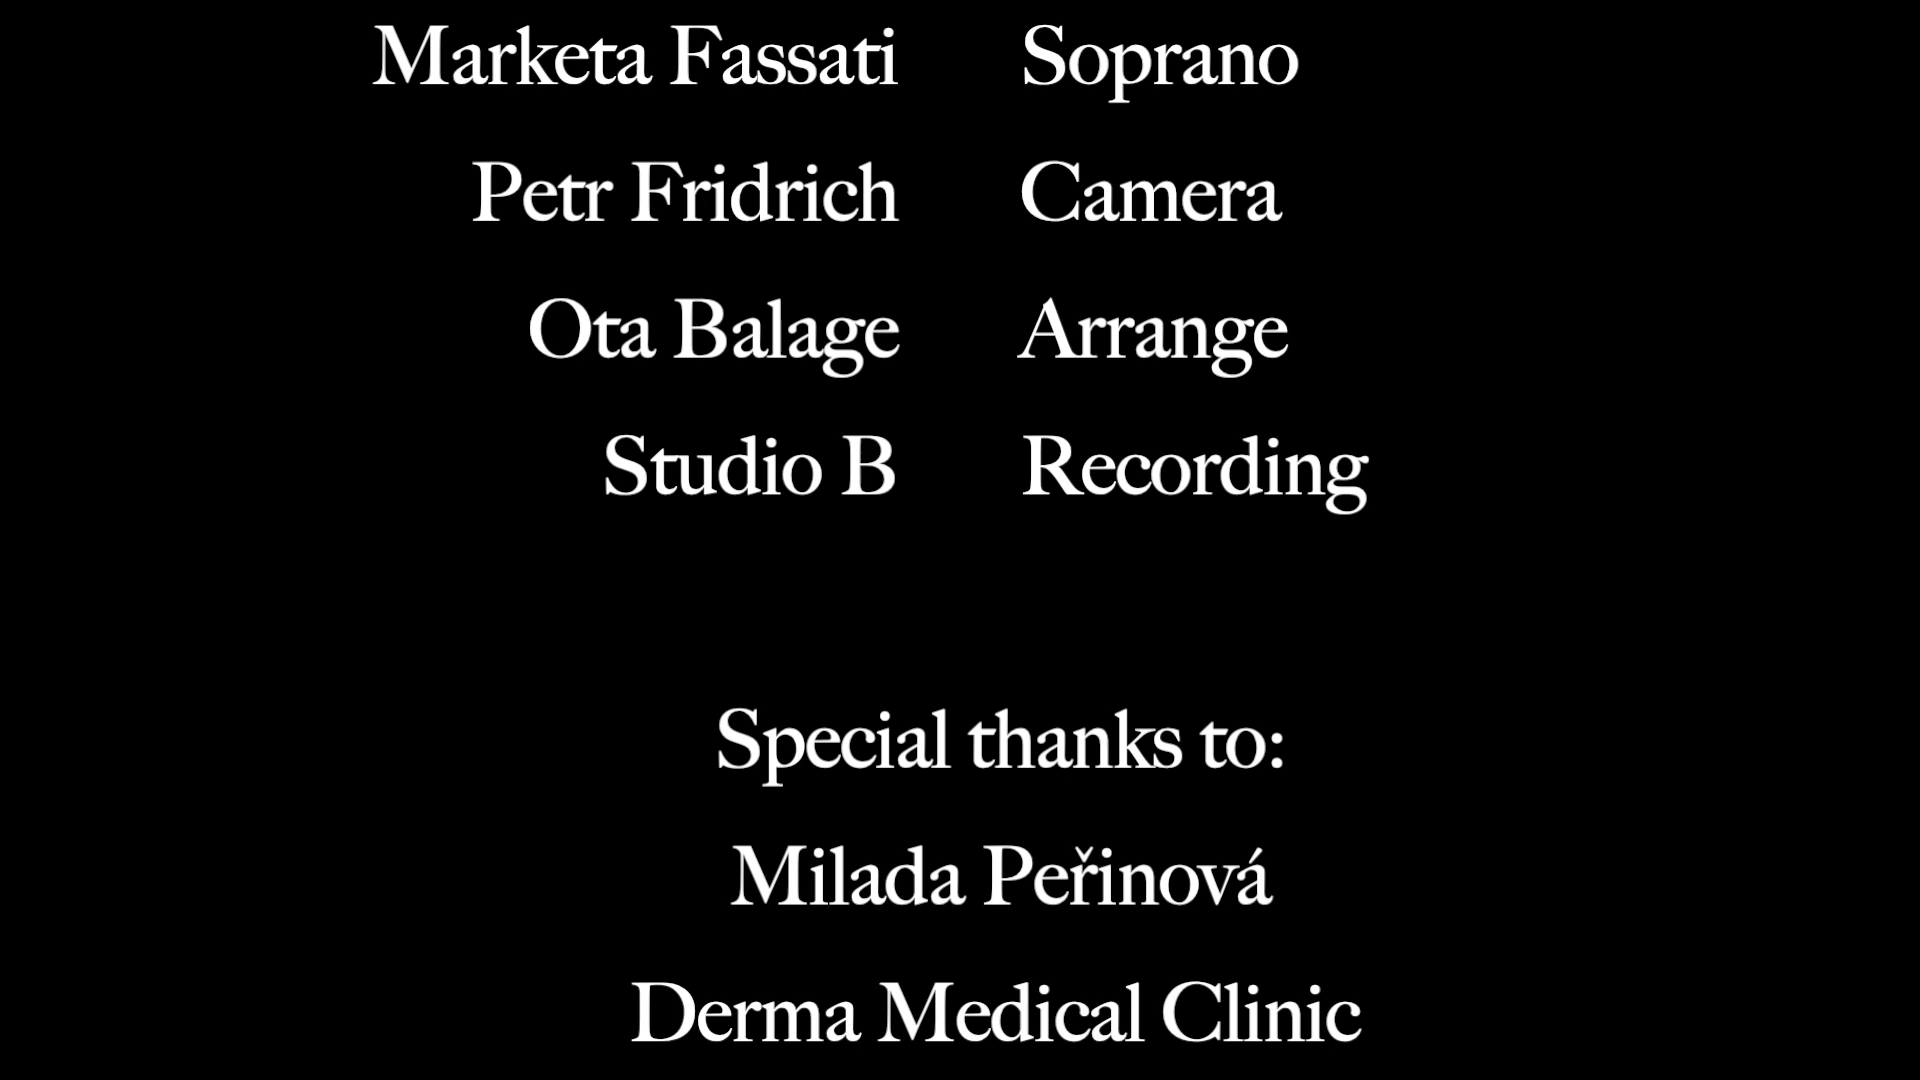 Marketa Fassati Soprano
Petr Fridrich Camera
Ota Balage Arrange
Studio B Recording
Special thanks to:
Milada Peřinová
Derma Medical Clinic